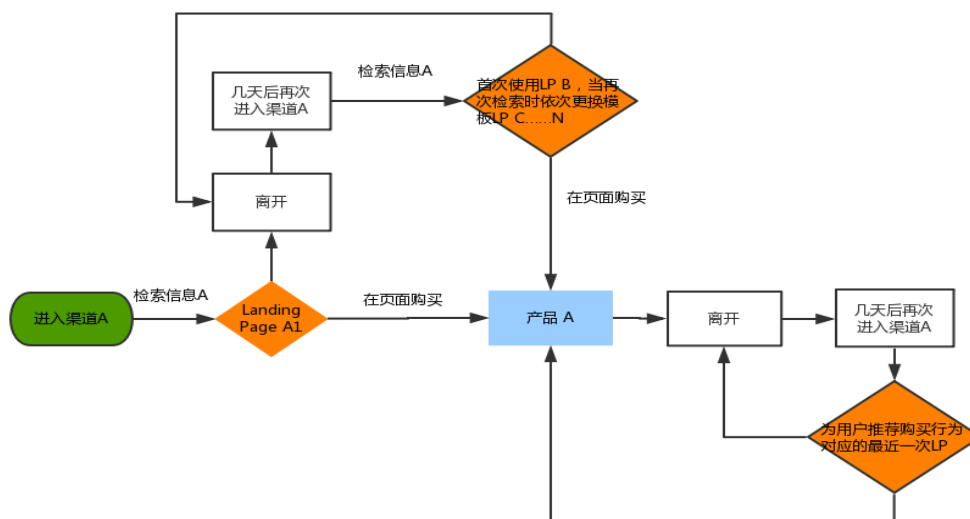 检索信息A
首次使用LP B，当再
次检索时依次更换模
板LP C……N
几天后再次
进入渠道A
离开
在页面购买
进入渠道A
检索信息A
Landing
Page A1
在页面购买
产品 A
离开
几天后再次
进入渠道A
为用户推荐购买行为
对应的最近一次LP